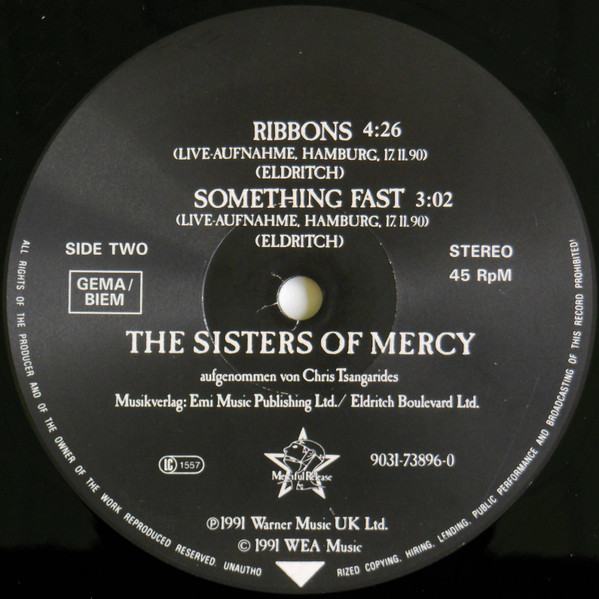 RIBBONS 4:26
(LIVE-AUFNAHME, HAMBURG, 17.11.90)
(ELDRITCH)
SOMETHING FAST 3:02
(LIVE-AUFNAHME, HAMBURG, 17.11.90)
(ELDRITCH)
SIDE TWO
GEMA/
BIEM
STEREO
45 RpM
THE SISTERS OF MERCY
aufgenommen von Chris Tsangarides
Musikverlag: Emi Music Publishing Ltd./ Eldritch Boulevard Ltd.
LC 1557
Merciful Release
9031-73896-0
℗1991 Warner Music UK Ltd.
© 1991 WEA Music
ALL RIGHTS OF THE PRODUCER AND OF THE OWNER OF THE WORK REPRODUCED RESERVED. UNAUTHO RIZED COPYING, HIRING, LENDING, PUBLIC PERFORMANCE AND BROADCASTING OF THIS RECORD PROHIBITED!